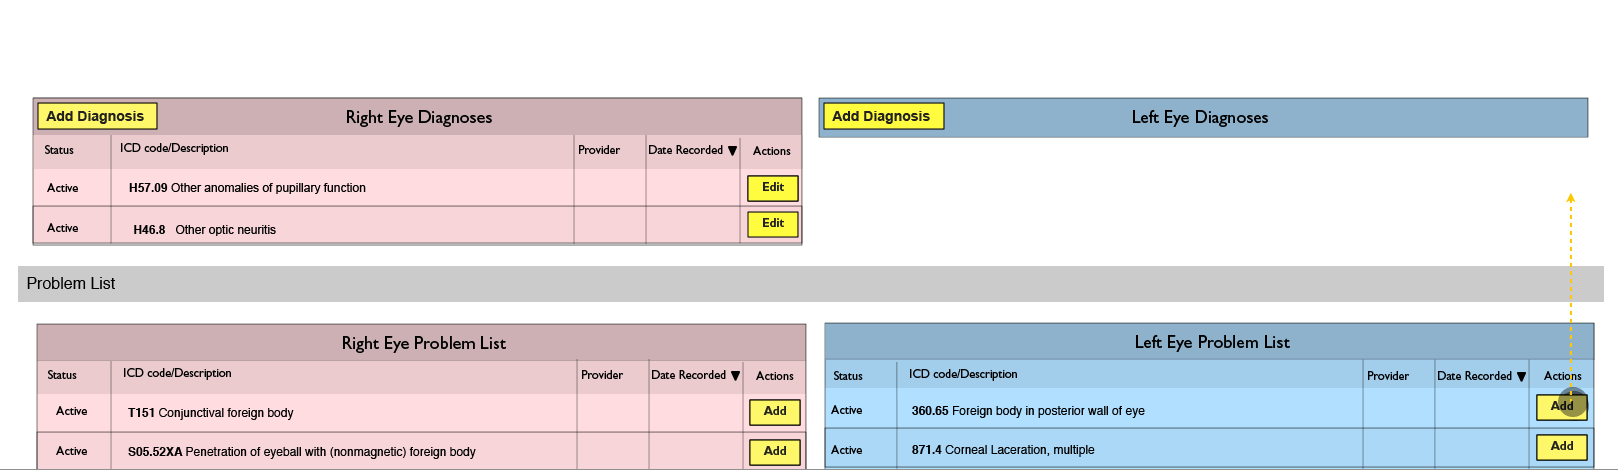 Add Diagnosis Right Eye Diagnoses
Status ICD code/Description Provider Date Recorded ▼ Actions
Active H57.09 Other anomalies of pupillary function Edit
Active H46.8 Other optic neuritis Edit
Add Diagnosis Left Eye Diagnoses
Problem List
Right Eye Problem List
Status ICD code/Description Provider Date Recorded ▼ Actions
Active T151 Conjunctival foreign body Add
Active S05.52XA Penetration of eyeball with (nonmagnetic) foreign body Add
Left Eye Problem List
Status ICD code/Description Provider Date Recorded ▼ Actions
Active 360.65 Foreign body in posterior wall of eye Add
Active 871.4 Corneal Laceration, multiple Add